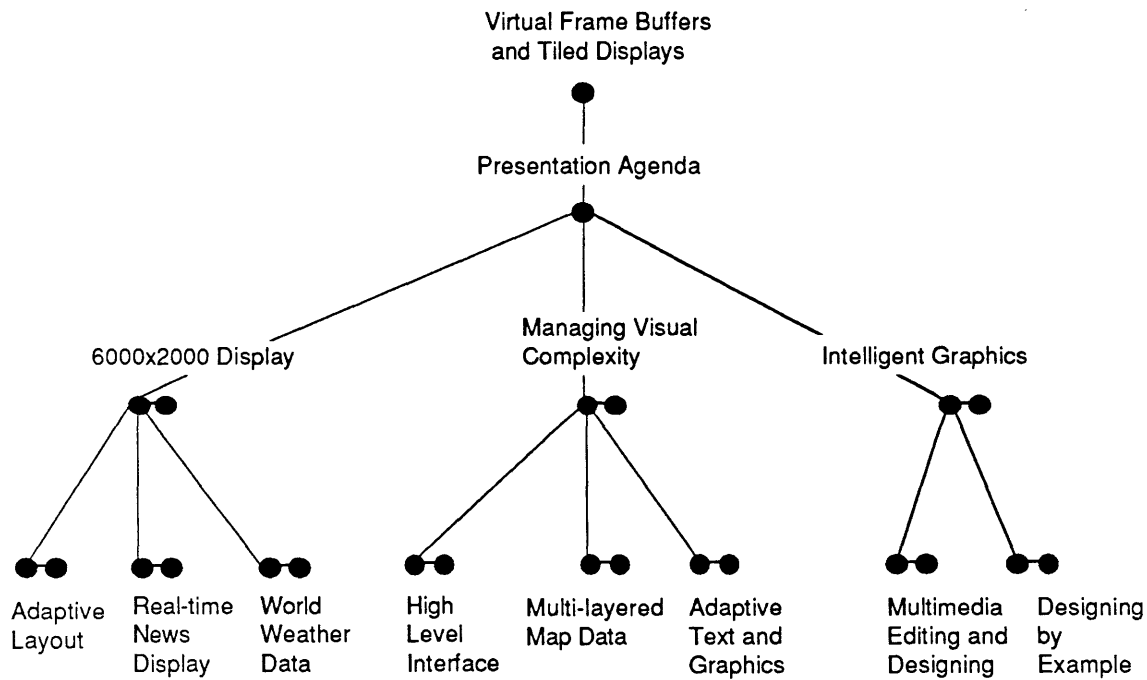 Virtual Frame Buffers
and Tiled Displays
Presentation Agenda
6000x2000 Display
Managing Visual
Complexity
Intelligent Graphics
Adaptive
Layout
Real-time
News
Display
World
Weather
Data
High
Level
Interface
Multi-layered
Map Data
Adaptive
Text and
Graphics
Multimedia
Editing and
Designing
Designing
by
Example